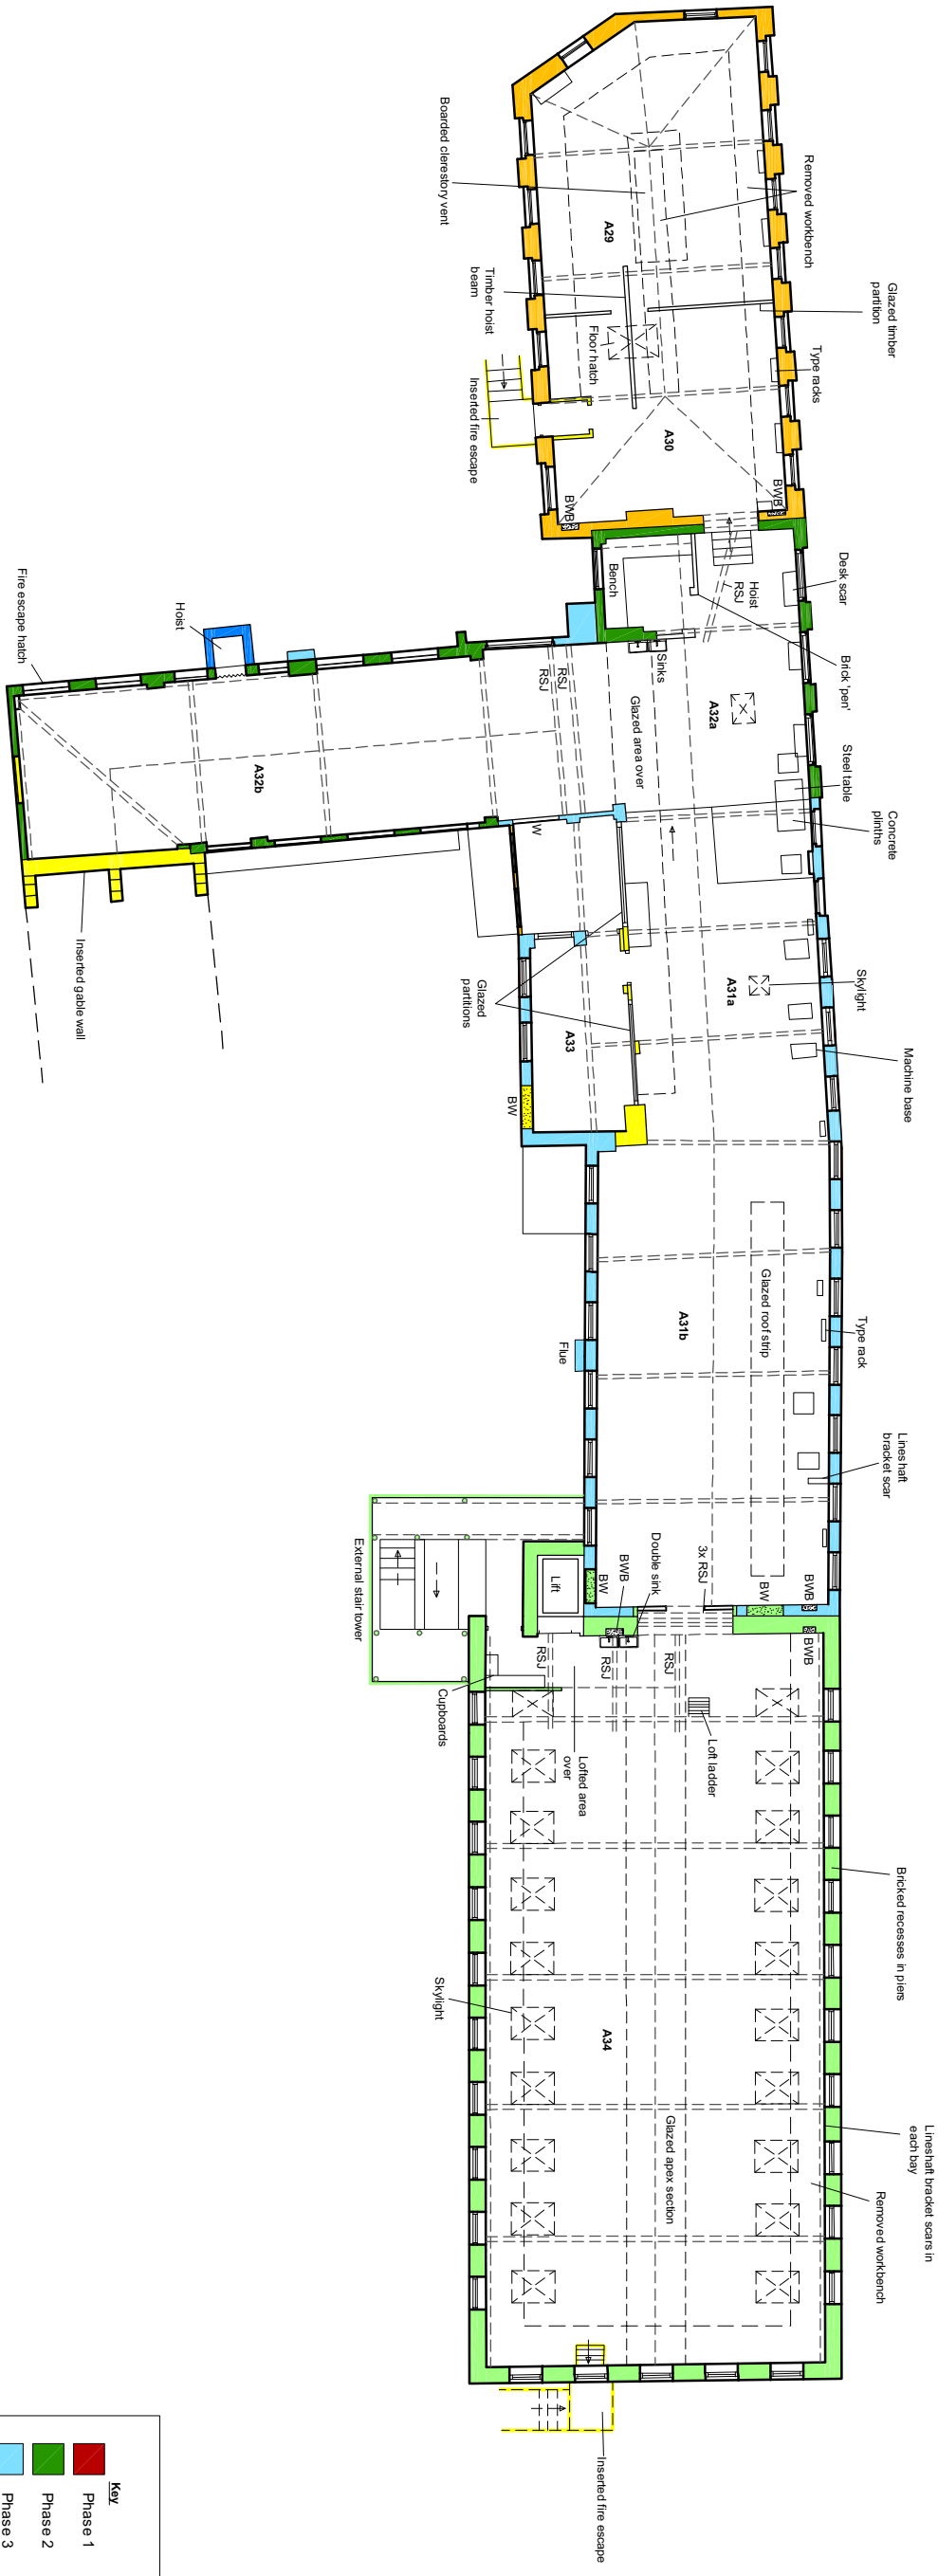 Boarded clerestory vent
Removed workbench
A29
Timber hoist
beam
Glazed timber
partition
Floor hatch
Type racks
Inserted fire escape
A30
BWB
BWB
Hoist
RSJ
Bench
Desk scar
Brick 'pen'
Sinks
Fire escape hatch
Hoist
RSJ
RSJ
Glazed area over
A32a
Steel table
Concrete
plinths
A32b
W
Inserted gable wall
Glazed
partitions
A31a
Skylight
Machine base
A33
BW
Glazed roof strip
A31b
Type rack
Flue
Lineshaft
bracket scar
External stair tower
Lift
BW
BWB
Double sink
3x RSJ
BW
BWB
BWB
RSJ
RSJ
RSJ
Cupboards
Lofted area
over
Loft ladder
Bricked recesses in piers
Skylight
A34
Glazed apex section
Lineshaft bracket scars in
each bay
Removed workbench
Inserted fire escape
Key
Phase 1
Phase 2
Phase 3